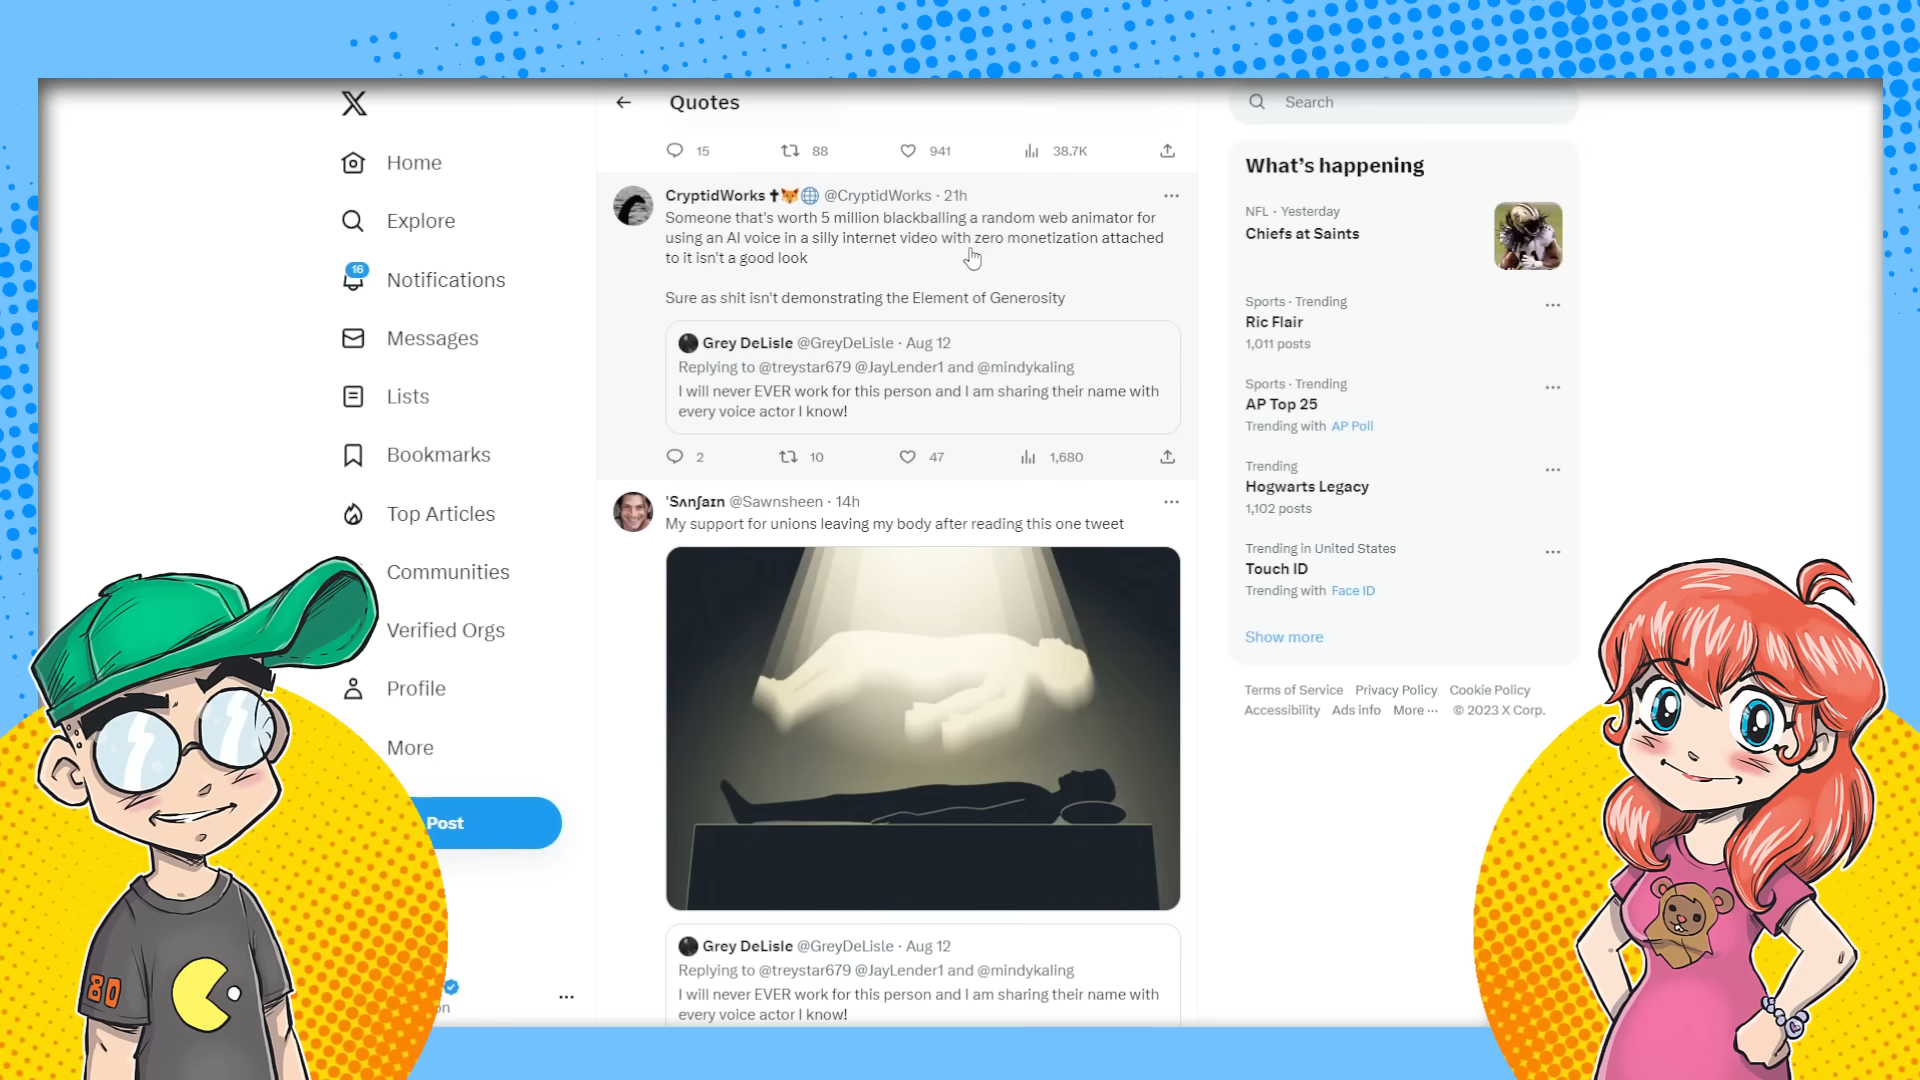 X
Home
Explore
16
Notifications
Messages
Lists
Bookmarks
Top Articles
Communities
Verified Orgs
Profile
More
Post
on
Quotes
15 88 941 38.7K
CryptidWorks ✝🦊🌐 @CryptidWorks · 21h
Someone that's worth 5 million blackballing a random web animator for
using an AI voice in a silly internet video with zero monetization attached
to it isn't a good look
Sure as shit isn't demonstrating the Element of Generosity
Grey DeLisle @GreyDeLisle · Aug 12
Replying to @treystar679 @JayLender1 and @mindykaling
I will never EVER work for this person and I am sharing their name with
every voice actor I know!
2 10 47 1,680
'Sʌnʃaɪn @Sawnsheen · 14h
My support for unions leaving my body after reading this one tweet
Grey DeLisle @GreyDeLisle · Aug 12
Replying to @treystar679 @JayLender1 and @mindykaling
I will never EVER work for this person and I am sharing their name with
every voice actor I know!
Search
What's happening
NFL · Yesterday
Chiefs at Saints
Sports · Trending
Ric Flair
1,011 posts
Sports · Trending
AP Top 25
Trending with AP Poll
Trending
Hogwarts Legacy
1,102 posts
Trending in United States
Touch ID
Trending with Face ID
Show more
Terms of Service Privacy Policy Cookie Policy
Accessibility Ads info More ··· © 2023 X Corp.
80